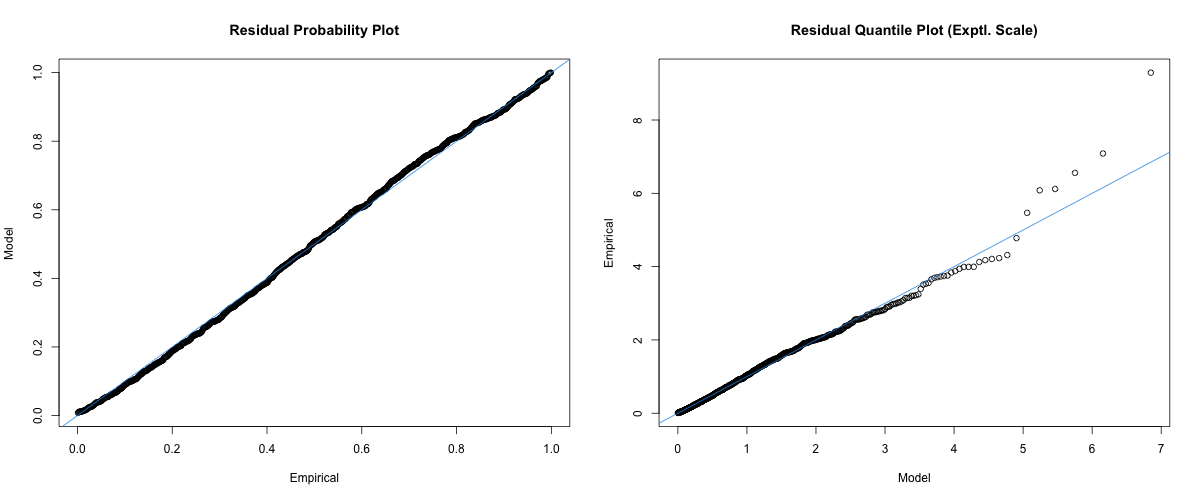 Residual Probability Plot
Model
1.0
0.8
0.6
0.4
0.2
0.0
0.0 0.2 0.4 0.6 0.8 1.0
Empirical
Residual Quantile Plot (Exptl. Scale)
Empirical
8
6
4
2
0
0 1 2 3 4 5 6 7
Model